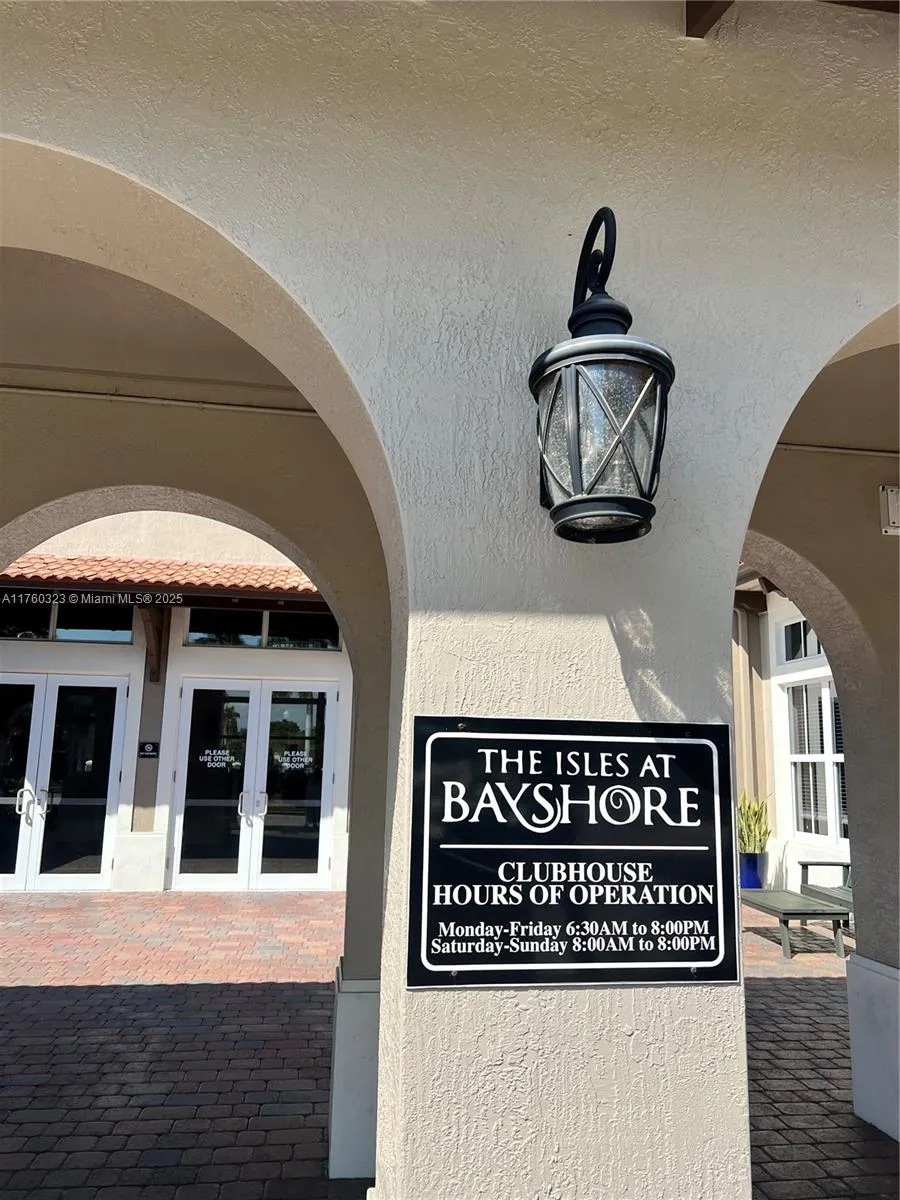 A11760323 © Miami MLS® 2025
PLEASE
USE OTHER
DOOR
PLEASE
USE OTHER
DOOR
THE ISLES AT
BAYSHORE
CLUBHOUSE
HOURS OF OPERATION
Monday-Friday 6:30AM to 8:00PM
Saturday-Sunday 8:00AM to 8:00PM